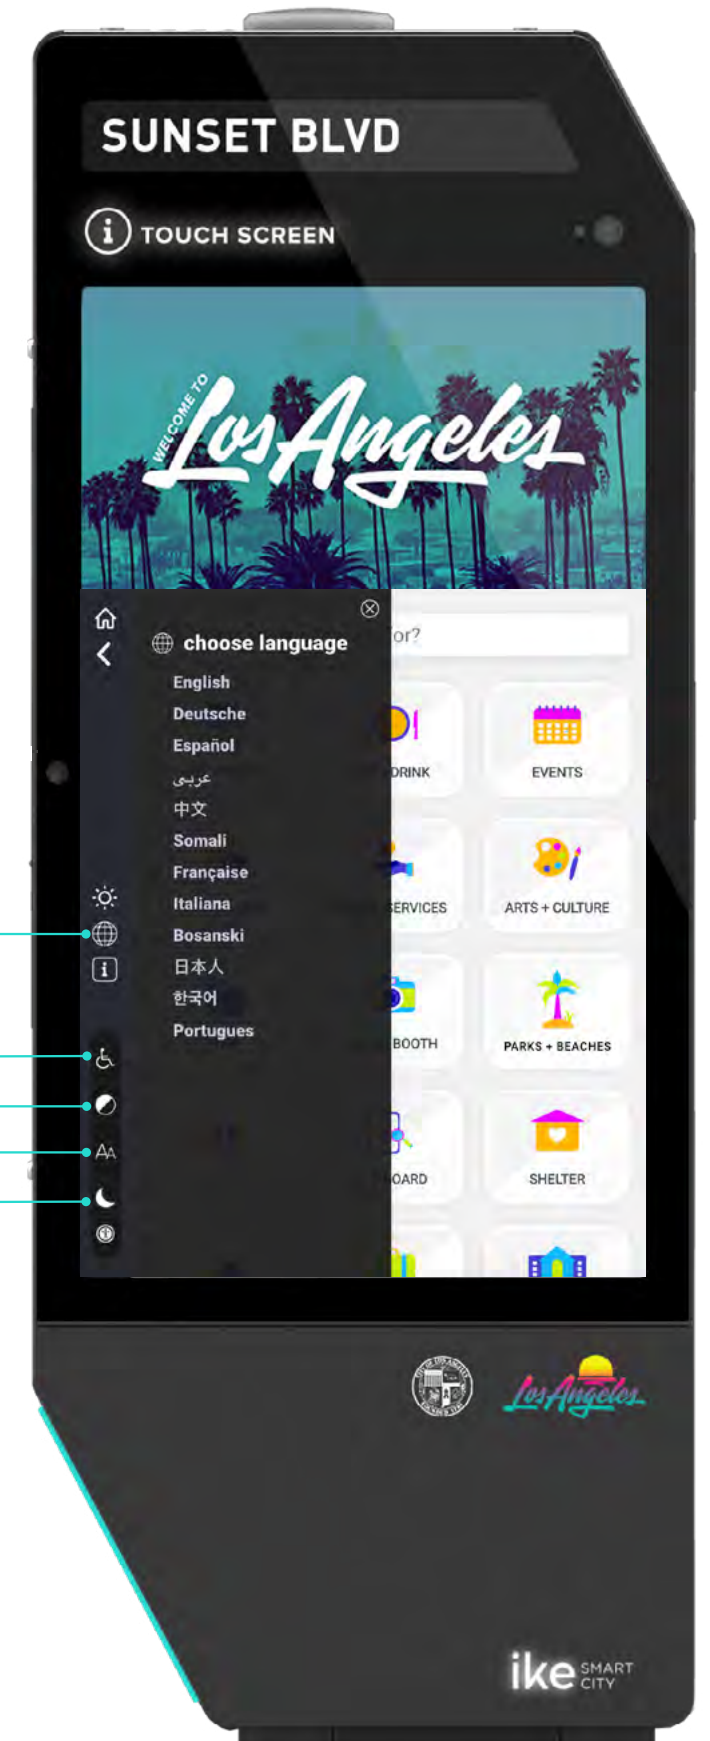 SUNSET BLVD
i TOUCH SCREEN
WELCOME TO
Los Angeles
choose language
or?
English
Deutsche
Español
عربى
中文
Somali
Française
Italiana
Bosanski
日本人
한국어
Portugues
DRINK
EVENTS
SERVICES
ARTS + CULTURE
BOOTH
PARKS + BEACHES
OARD
SHELTER
i
AA
Los Angeles
ike SMART
CITY